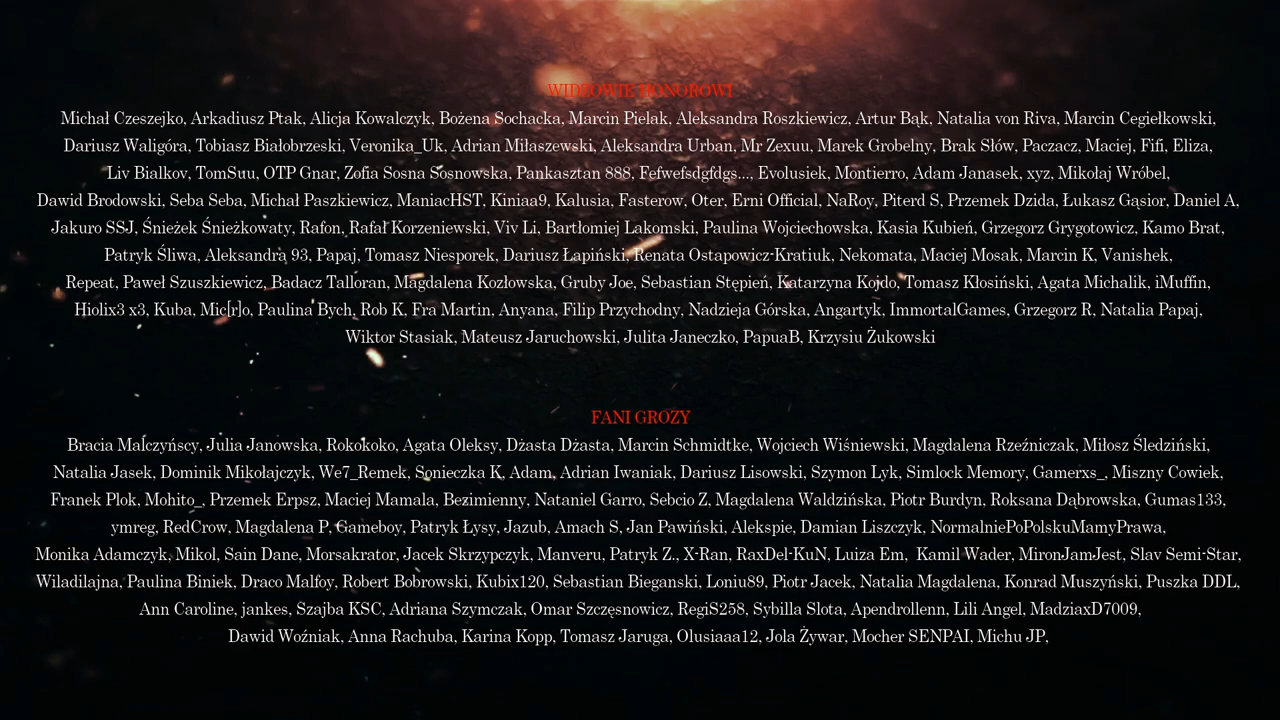 WIDZOWIE HONOROWI
Michał Czeszejko, Arkadiusz Ptak, Alicja Kowalczyk, Bożena Sochacka, Marcin Pielak, Aleksandra Roszkiewicz, Artur Bąk, Natalia von Riva, Marcin Cegiełkowski,
Dariusz Waligóra, Tobiasz Białobrzeski, Veronika_Uk, Adrian Miłaszewski, Aleksandra Urban, Mr Zexuu, Marek Grobelny, Brak Słów, Paczacz, Maciej, Fifi, Eliza,
Liv Bialkov, TomSuu, OTP Gnar, Zofia Sosna Sosnowska, Pankasztan 888, Fefwefsdgfdgs..., Evolusiek, Montierro, Adam Janasek, xyz, Mikołaj Wróbel,
Dawid Brodowski, Seba Seba, Michał Paszkiewicz, ManiacHST, Kiniaa9, Kalusia, Fasterow, Oter, Erni Official, NaRoy, Piterd S, Przemek Dzida, Łukasz Gąsior, Daniel A,
Jakuro SSJ, Śnieżek Śnieżkowaty, Rafon, Rafał Korzeniewski, Viv Li, Bartłomiej Lakomski, Paulina Wojciechowska, Kasia Kubień, Grzegorz Grygotowicz, Kamo Brat,
Patryk Śliwa, Aleksandra 93, Papaj, Tomasz Niesporek, Dariusz Łapiński, Renata Ostapowicz-Kratiuk, Nekomata, Maciej Mosak, Marcin K, Vanishek,
Repeat, Paweł Szuszkiewicz, Badacz Talloran, Magdalena Kozłowska, Gruby Joe, Sebastian Stępień, Katarzyna Kojdo, Tomasz Kłosiński, Agata Michalik, iMuffin,
Hiolix3 x3, Kuba, Mic[r]o, Paulina Bych, Rob K, Fra Martin, Anyana, Filip Przychodny, Nadzieja Górska, Angartyk, ImmortalGames, Grzegorz R, Natalia Papaj,
Wiktor Stasiak, Mateusz Jaruchowski, Julita Janeczko, PapuaB, Krzysiu Żukowski
FANI GROZY
Bracia Malczyńscy, Julia Janowska, Rokokoko, Agata Oleksy, Dżasta Dżasta, Marcin Schmidtke, Wojciech Wiśniewski, Magdalena Rzeźniczak, Miłosz Śledziński,
Natalia Jasek, Dominik Mikołajczyk, We7_Remek, Sonieczka K, Adam, Adrian Iwaniak, Dariusz Lisowski, Szymon Lyk, Simlock Memory, Gamerxs_, Miszny Cowiek,
Franek Plok, Mohito_, Przemek Erpsz, Maciej Mamala, Bezimienny, Nataniel Garro, Sebcio Z, Magdalena Waldzińska, Piotr Burdyn, Roksana Dąbrowska, Gumas133,
ymreg, RedCrow, Magdalena P, Gameboy, Patryk Łysy, Jazub, Amach S, Jan Pawiński, Alekspie, Damian Liszczyk, NormalniePoPolskuMamyPrawa,
Monika Adamczyk, Mikol, Sain Dane, Morsakrator, Jacek Skrzypczyk, Manveru, Patryk Z., X-Ran, RaxDel-KuN, Luiza Em,  Kamil Wader, MironJamJest, Slav Semi-Star,
Wiladilajna, Paulina Biniek, Draco Malfoy, Robert Bobrowski, Kubix120, Sebastian Bieganski, Loniu89, Piotr Jacek, Natalia Magdalena, Konrad Muszyński, Puszka DDL,
Ann Caroline, jankes, Szajba KSC, Adriana Szymczak, Omar Szczęsnowicz, RegiS258, Sybilla Slota, Apendrollenn, Lili Angel, MadziaxD7009,
Dawid Woźniak, Anna Rachuba, Karina Kopp, Tomasz Jaruga, Olusiaaa12, Jola Żywar, Mocher SENPAI, Michu JP,